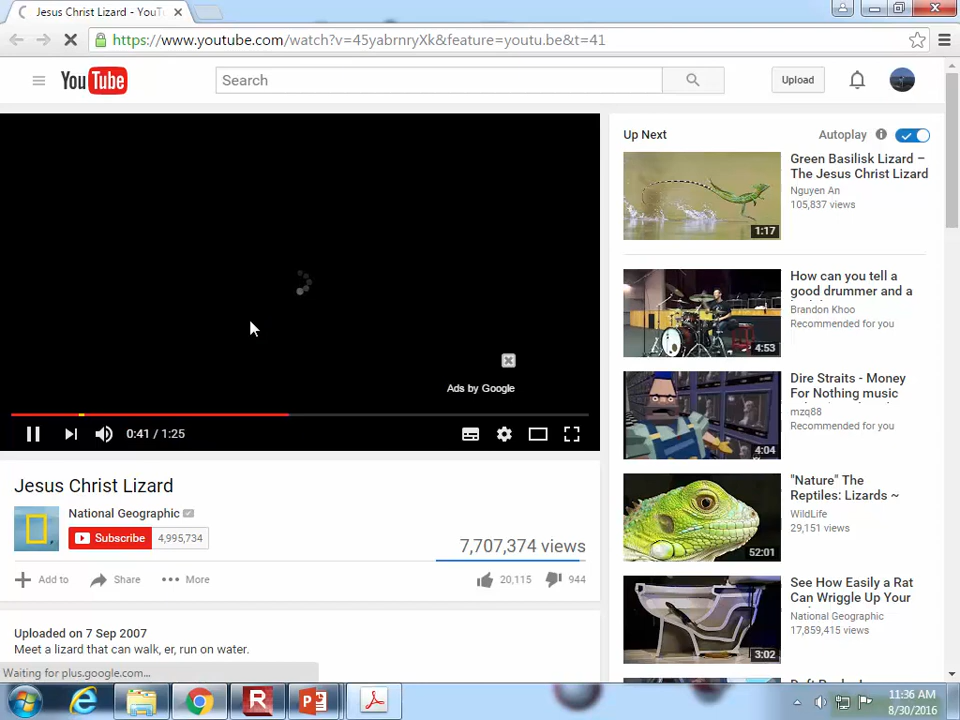 Jesus Christ Lizard - YouT
https://www.youtube.com/watch?v=45yabrnryXk&feature=youtu.be&t=41
YouTube
Search
Upload
Up Next
Autoplay
Green Basilisk Lizard –
The Jesus Christ Lizard
Nguyen An
105,837 views
1:17
How can you tell a
good drummer and a
Brandon Khoo
Recommended for you
4:53
Dire Straits - Money
For Nothing music
mzq88
Recommended for you
4:04
"Nature" The
Reptiles: Lizards ~
WildLife
29,151 views
52:01
See How Easily a Rat
Can Wriggle Up Your
National Geographic
17,859,415 views
3:02
Ads by Google
0:41 / 1:25
Jesus Christ Lizard
National Geographic
Subscribe 4,995,734
7,707,374 views
Add to Share More
20,115 944
Uploaded on 7 Sep 2007
Meet a lizard that can walk, er, run on water.
Waiting for plus.google.com...
11:36 AM
8/30/2016